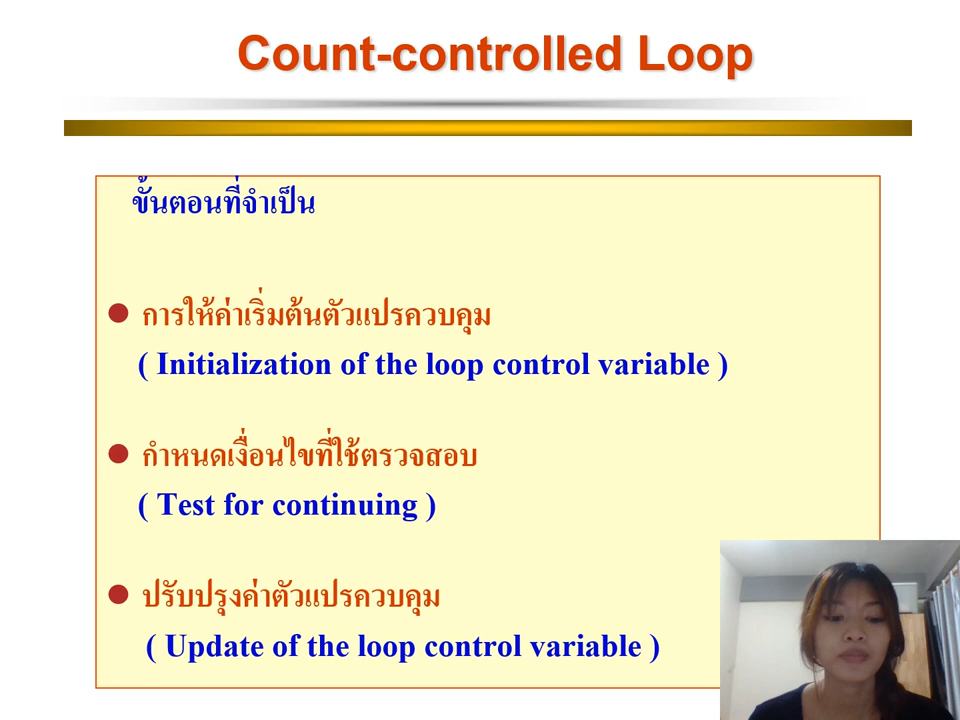 Count-controlled Loop
ขั้นตอนที่จำเป็น
การให้ค่าเริ่มต้นตัวแปรควบคุม
( Initialization of the loop control variable )
กำหนดเงื่อนไขที่ใช้ตรวจสอบ
( Test for continuing )
ปรับปรุงค่าตัวแปรควบคุม
( Update of the loop control variable )